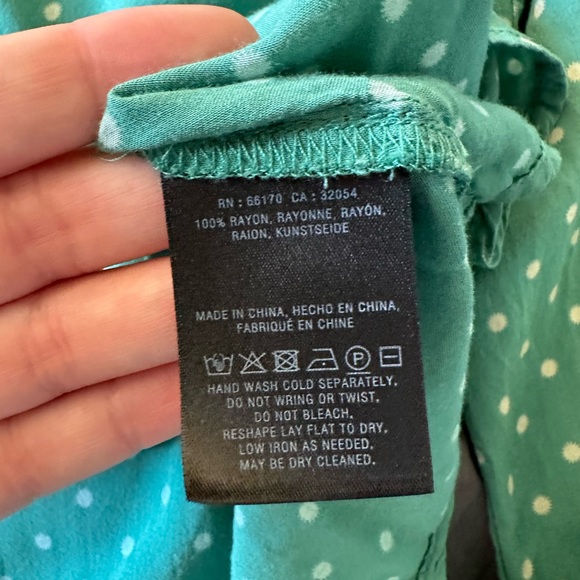 RN : 66170 CA : 32054
100% RAYON, RAYONNE, RAYÓN,
RAION, KUNSTSEIDE
MADE IN CHINA, HECHO EN CHINA,
FABRIQUÉ EN CHINE
P
HAND WASH COLD SEPARATELY.
DO NOT WRING OR TWIST.
DO NOT BLEACH.
RESHAPE LAY FLAT TO DRY.
LOW IRON AS NEEDED.
MAY BE DRY CLEANED.